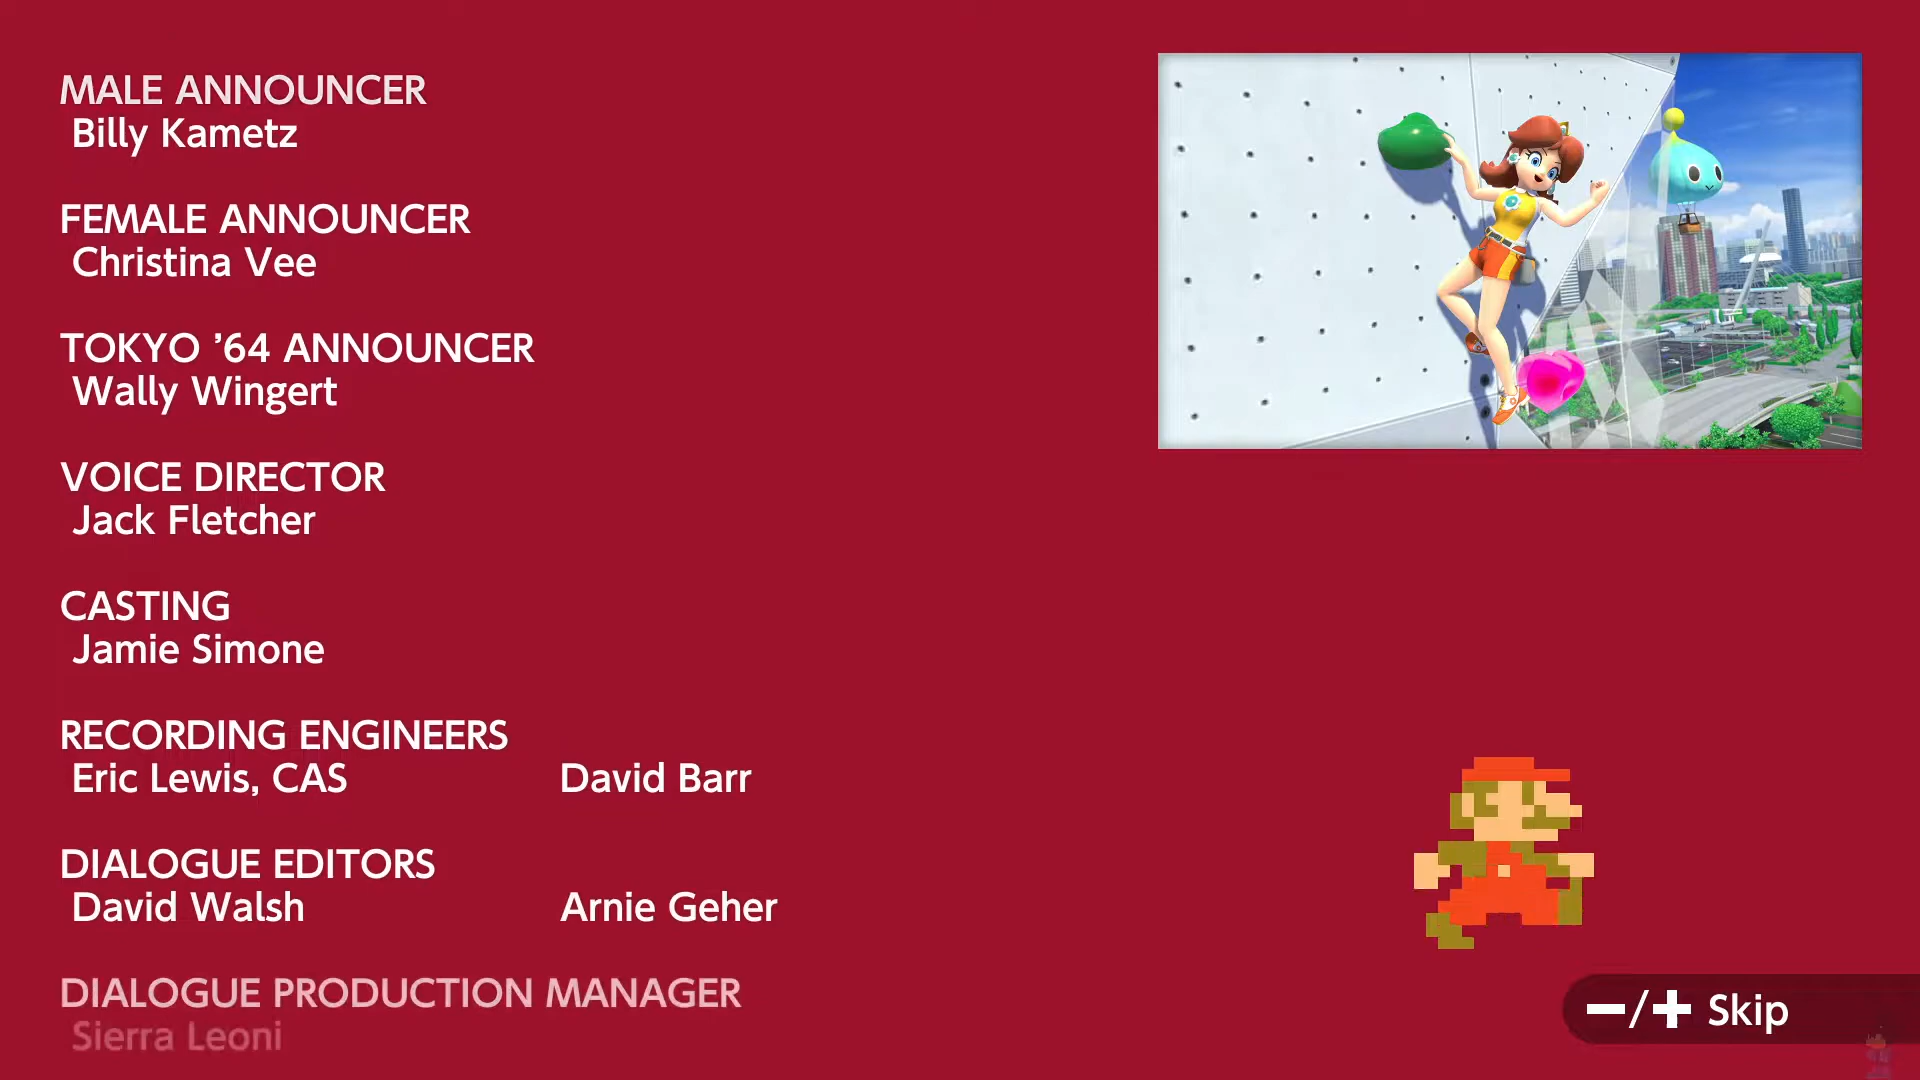 MALE ANNOUNCER
Billy Kametz
FEMALE ANNOUNCER
Christina Vee
TOKYO ’64 ANNOUNCER
Wally Wingert
VOICE DIRECTOR
Jack Fletcher
CASTING
Jamie Simone
RECORDING ENGINEERS
Eric Lewis, CAS David Barr
DIALOGUE EDITORS
David Walsh Arnie Geher
DIALOGUE PRODUCTION MANAGER
Sierra Leoni
−/+ Skip